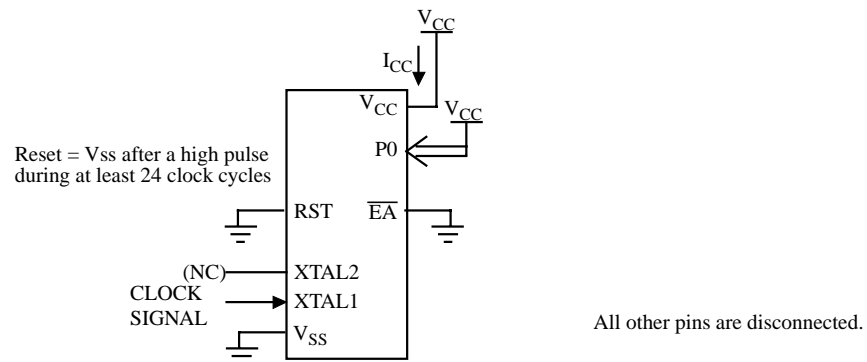 VCC
ICC
VCC
VCC
P0
Reset = Vss after a high pulse
during at least 24 clock cycles
RST
EA
(NC)
XTAL2
CLOCK
SIGNAL
XTAL1
VSS
All other pins are disconnected.